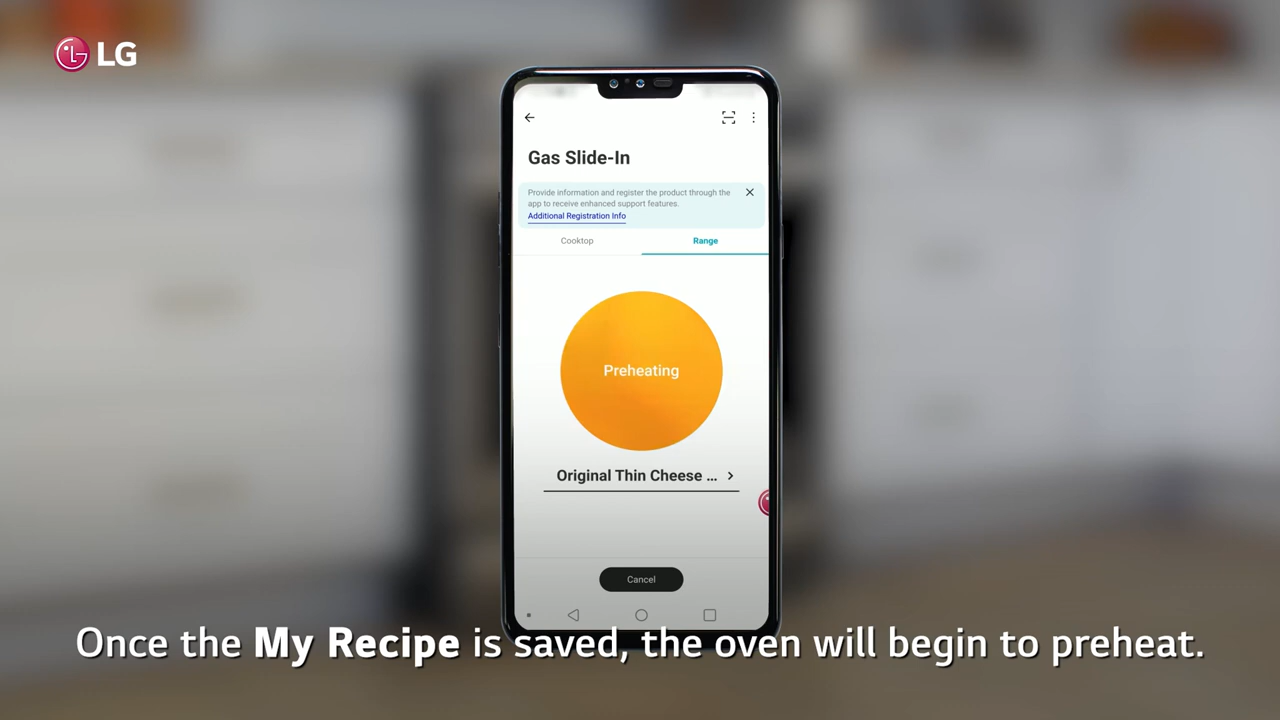 LG
Gas Slide-In
Provide information and register the product through the
app to receive enhanced support features.
Additional Registration Info
Cooktop
Range
Preheating
Original Thin Cheese ...
Cancel
Once the My Recipe is saved, the oven will begin to preheat.